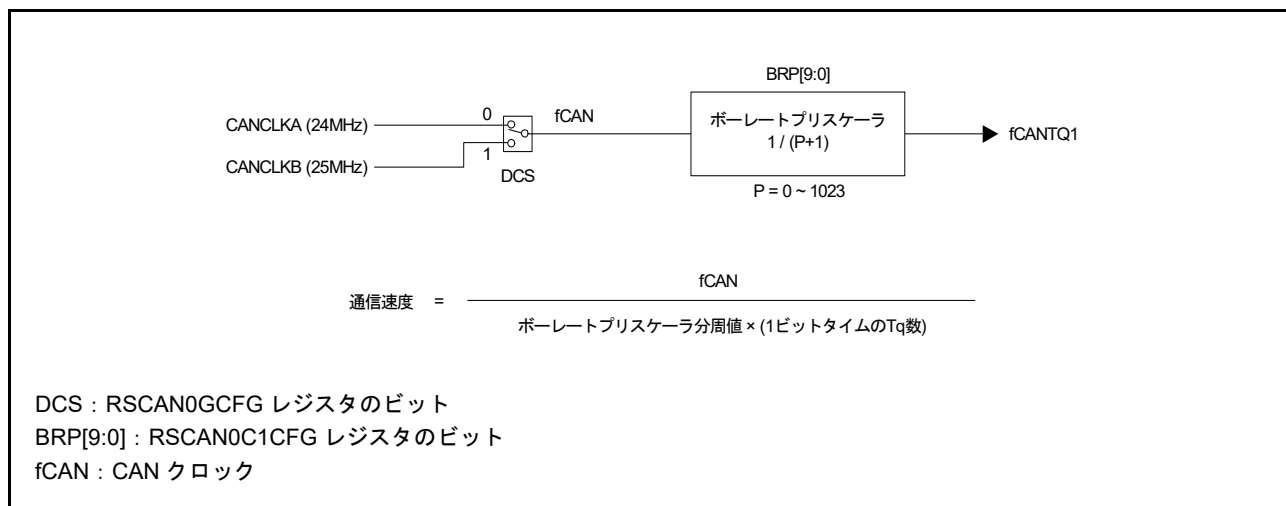 BRP[9:0]
CANCLKA (24MHz)
0
fCAN
ボーレートプリスケーラ
1 / (P+1)
fCANTQ1
CANCLKB (25MHz)
1
DCS
P = 0 ~ 1023
通信速度 =
fCAN
ボーレートプリスケーラ分周値 × (1ビットタイムのTq数)
DCS：RSCAN0GCFG レジスタのビット
BRP[9:0]：RSCAN0C1CFG レジスタのビット
fCAN：CAN クロック